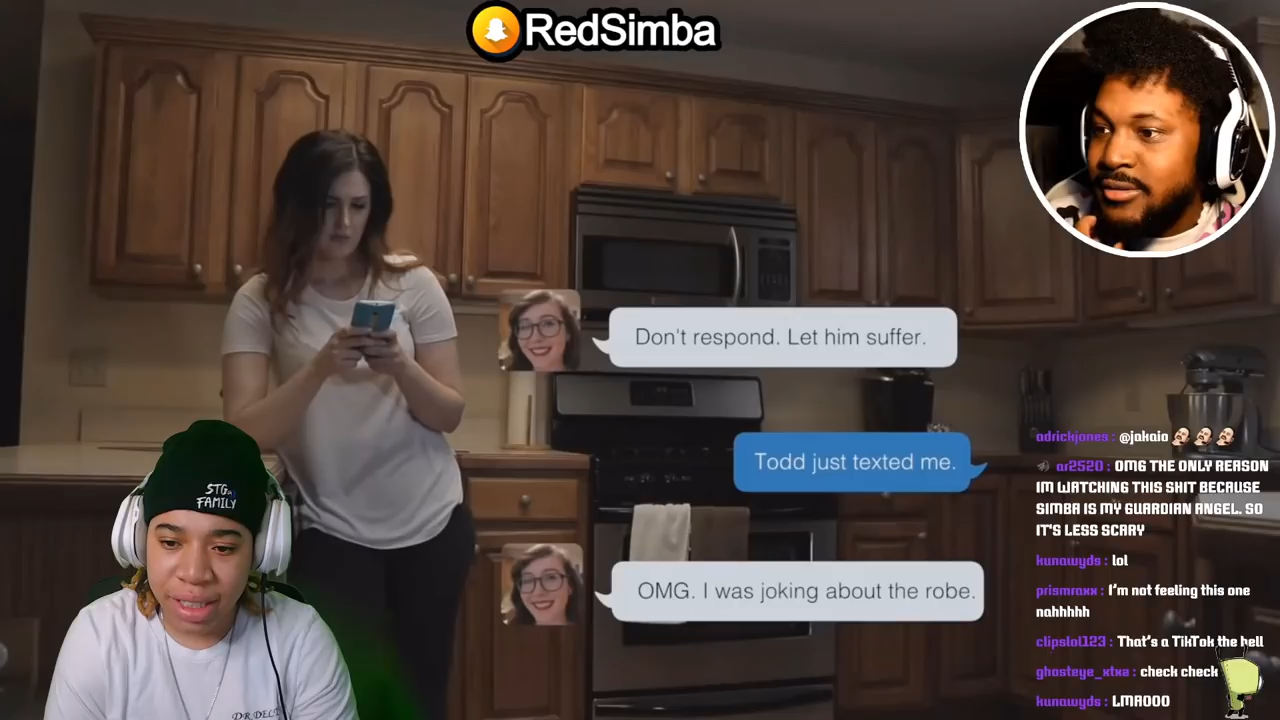 RedSimba
Don't respond. Let him suffer.
Todd just texted me.
OMG. I was joking about the robe.
STG
FAMILY
adrickjones : @jakaio
ar2520 : OMG THE ONLY REASON
IM WATCHING THIS SHIT BECAUSE
SIMBA IS MY GUARDIAN ANGEL. SO
IT'S LESS SCARY
kunawyds : lol
prismraxx : I'm not feeling this one
nahhhhh
clipslol123 : That's a TikTok the hell
ghosteye_xtxz : check check
kunawyds : LMAOOO